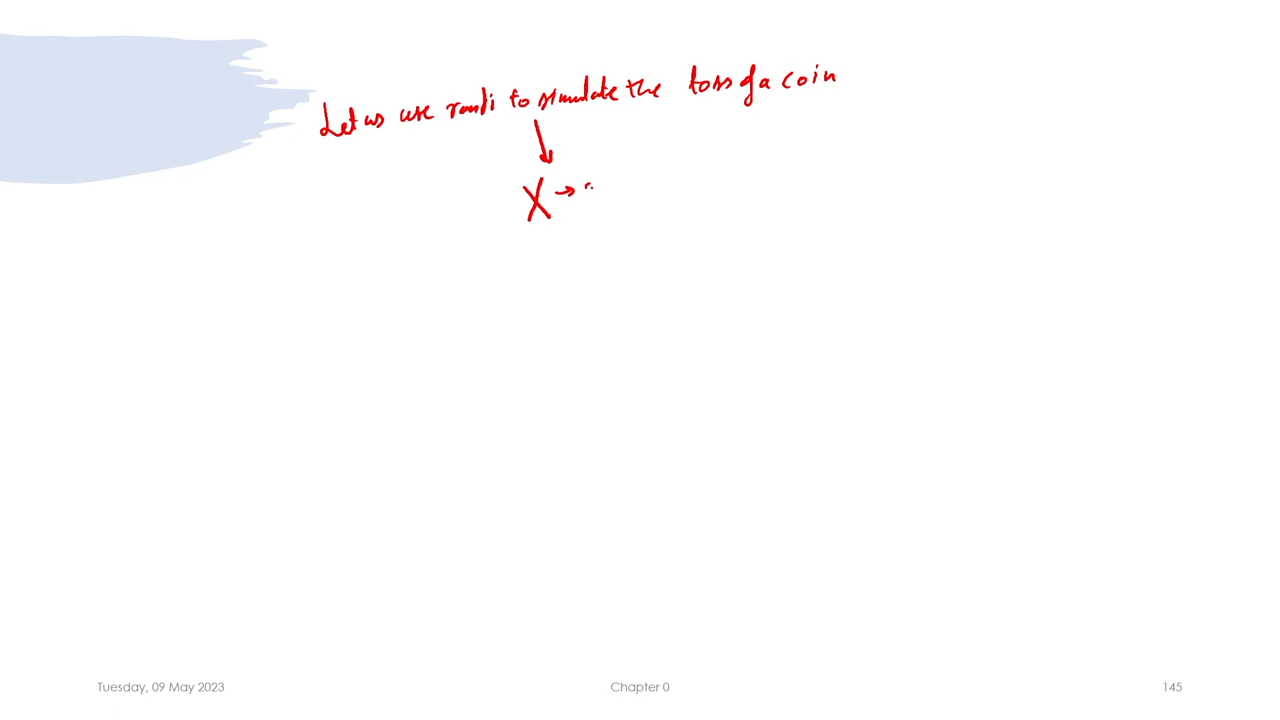 Let us use randi to simulate the toss of a coin
X →
Tuesday, 09 May 2023
Chapter 0
145